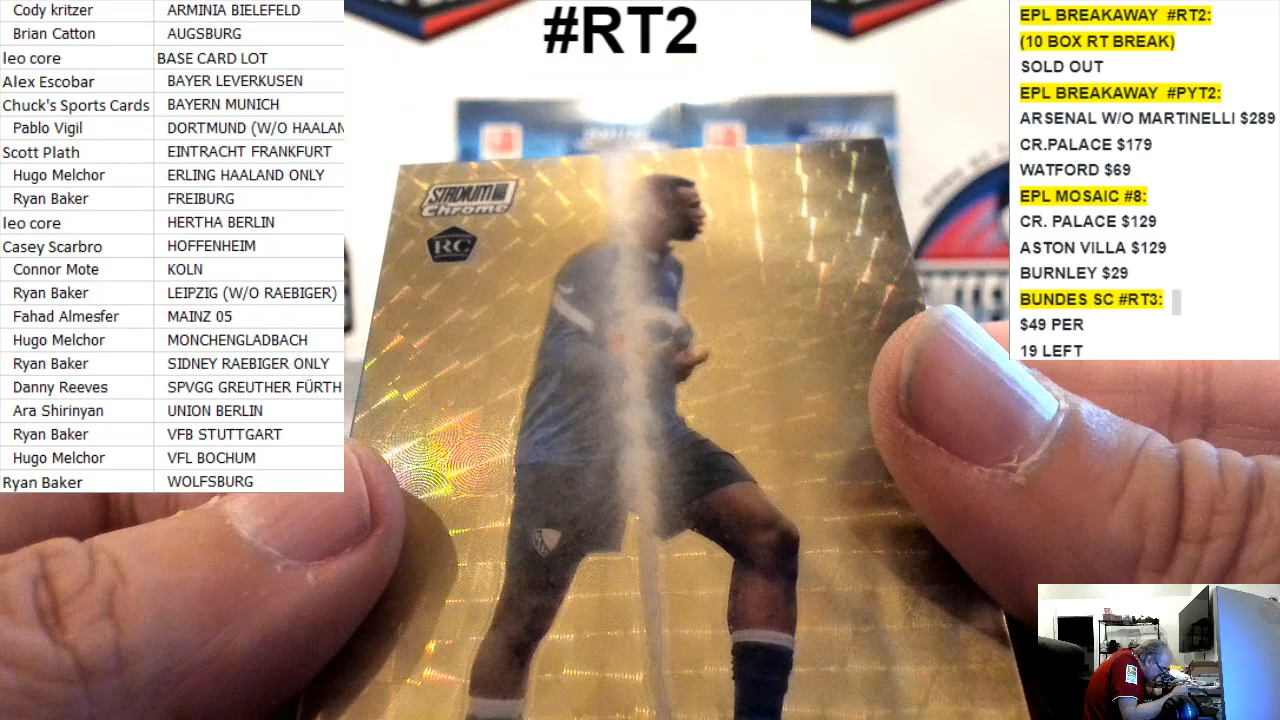 Cody kritzer ARMINIA BIELEFELD
Brian Catton AUGSBURG
leo core BASE CARD LOT
Alex Escobar BAYER LEVERKUSEN
Chuck's Sports Cards BAYERN MUNICH
Pablo Vigil DORTMUND (W/O HAALAN
Scott Plath EINTRACHT FRANKFURT
Hugo Melchor ERLING HAALAND ONLY
Ryan Baker FREIBURG
leo core HERTHA BERLIN
Casey Scarbro HOFFENHEIM
Connor Mote KOLN
Ryan Baker LEIPZIG (W/O RAEBIGER)
Fahad Almesfer MAINZ 05
Hugo Melchor MONCHENGLADBACH
Ryan Baker SIDNEY RAEBIGER ONLY
Danny Reeves SPVGG GREUTHER FÜRTH
Ara Shirinyan UNION BERLIN
Ryan Baker VFB STUTTGART
Hugo Melchor VFL BOCHUM
Ryan Baker WOLFSBURG
#RT2
STADIUM
Chrome
RC
EPL BREAKAWAY #RT2:
(10 BOX RT BREAK)
SOLD OUT
EPL BREAKAWAY #PYT2:
ARSENAL W/O MARTINELLI $289
CR.PALACE $179
WATFORD $69
EPL MOSAIC #8:
CR. PALACE $129
ASTON VILLA $129
BURNLEY $29
BUNDES SC #RT3:
$49 PER
19 LEFT